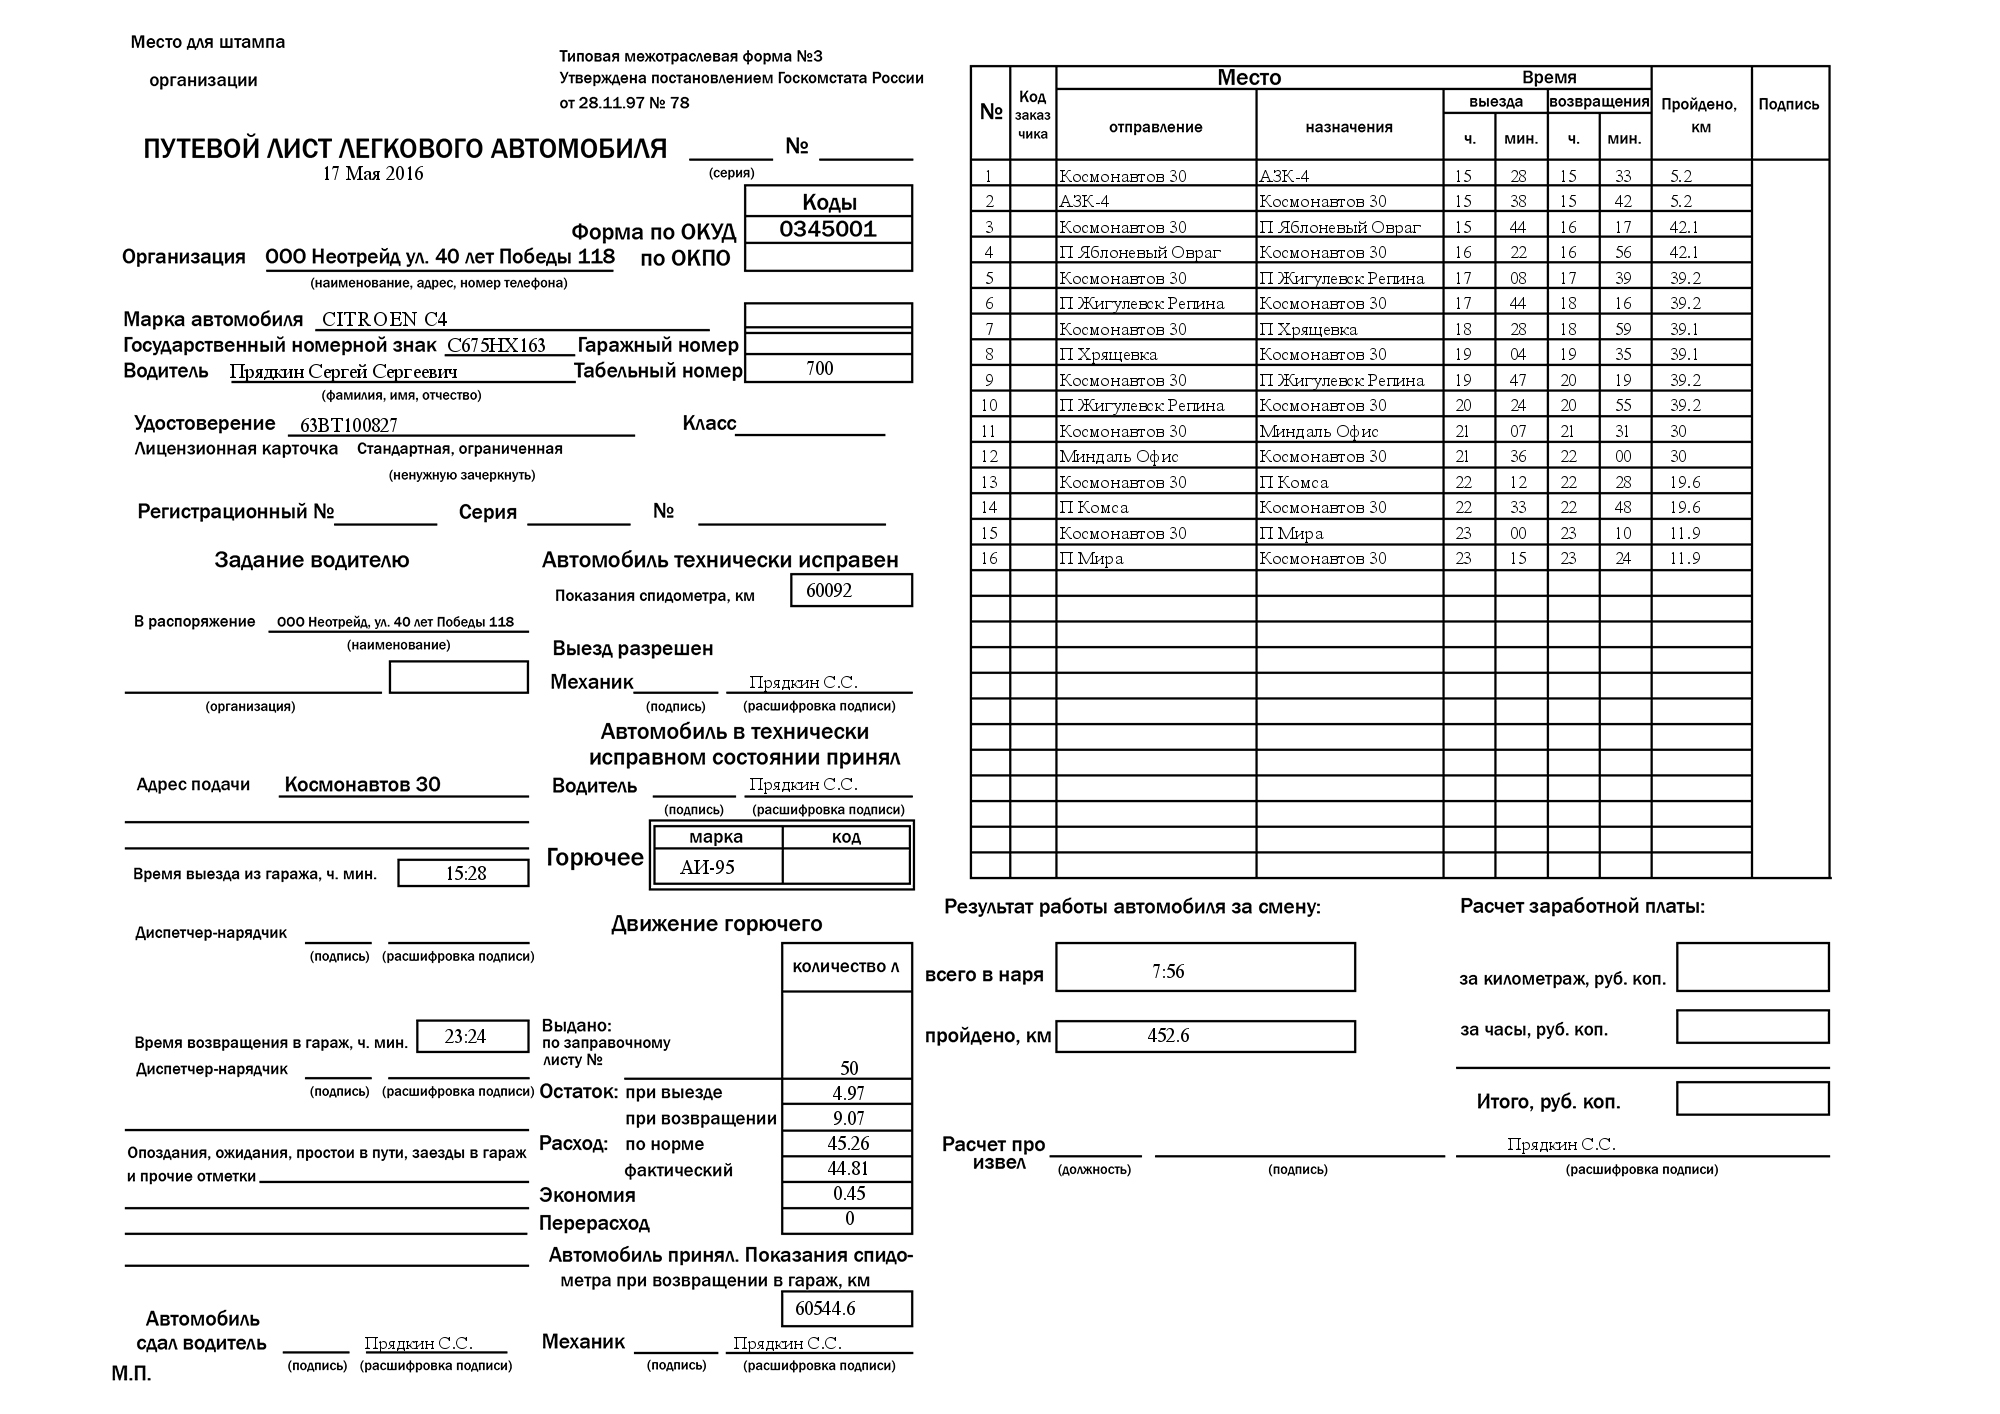 Место для штампа
организации
Типовая межотраслевая форма №3
Утверждена постановлением Госкомстата России
от 28.11.97 № 78
ПУТЕВОЙ ЛИСТ ЛЕГКОВОГО АВТОМОБИЛЯ №
17 Мая 2016
(серия)
Коды
Форма по ОКУД 0345001
Организация ООО Неотрейд ул. 40 лет Победы 118 по ОКПО
(наименование, адрес, номер телефона)
Марка автомобиля CITROEN C4
Государственный номерной знак С675НХ163 Гаражный номер
Водитель Прядкин Сергей Сергеевич Табельный номер 700
(фамилия, имя, отчество)
Удостоверение 63ВТ100827 Класс
Лицензионная карточка Стандартная, ограниченная
(ненужную зачеркнуть)
Регистрационный № Серия №
Задание водителю
В распоряжение ООО Неотрейд, ул. 40 лет Победы 118
(наименование)
(организация)
Адрес подачи Космонавтов 30
Время выезда из гаража, ч. мин. 15:28
Диспетчер-нарядчик
(подпись) (расшифровка подписи)
Время возвращения в гараж, ч. мин. 23:24
Диспетчер-нарядчик
(подпись) (расшифровка подписи)
Опоздания, ожидания, простои в пути, заезды в гараж
и прочие отметки
Автомобиль
сдал водитель Прядкин С.С.
(подпись) (расшифровка подписи)
М.П.
Автомобиль технически исправен
Показания спидометра, км 60092
Выезд разрешен
Механик Прядкин С.С.
(подпись) (расшифровка подписи)
Автомобиль в технически
исправном состоянии принял
Водитель Прядкин С.С.
(подпись) (расшифровка подписи)
марка код
Горючее АИ-95
Движение горючего
количество л
Выдано:
по заправочному
листу №
50
Остаток: при выезде 4.97
при возвращении 9.07
Расход: по норме 45.26
фактический 44.81
Экономия 0.45
Перерасход 0
Автомобиль принял. Показания спидо-
метра при возвращении в гараж, км
60544.6
Механик Прядкин С.С.
(подпись) (расшифровка подписи)
№ Код заказ чика Место Время Пройдено, км Подпись
отправление назначения выезда возвращения
ч. мин. ч. мин.
1 Космонавтов 30 АЗК-4 15 28 15 33 5.2
2 АЗК-4 Космонавтов 30 15 38 15 42 5.2
3 Космонавтов 30 П Яблоневый Овраг 15 44 16 17 42.1
4 П Яблоневый Овраг Космонавтов 30 16 22 16 56 42.1
5 Космонавтов 30 П Жигулевск Репина 17 08 17 39 39.2
6 П Жигулевск Репина Космонавтов 30 17 44 18 16 39.2
7 Космонавтов 30 П Хрящевка 18 28 18 59 39.1
8 П Хрящевка Космонавтов 30 19 04 19 35 39.1
9 Космонавтов 30 П Жигулевск Репина 19 47 20 19 39.2
10 П Жигулевск Репина Космонавтов 30 20 24 20 55 39.2
11 Космонавтов 30 Миндаль Офис 21 07 21 31 30
12 Миндаль Офис Космонавтов 30 21 36 22 00 30
13 Космонавтов 30 П Комса 22 12 22 28 19.6
14 П Комса Космонавтов 30 22 33 22 48 19.6
15 Космонавтов 30 П Мира 23 00 23 10 11.9
16 П Мира Космонавтов 30 23 15 23 24 11.9
Результат работы автомобиля за смену:
всего в наря 7:56
пройдено, км 452.6
Расчет заработной платы:
за километраж, руб. коп.
за часы, руб. коп.
Итого, руб. коп.
Расчет про
извел Прядкин С.С.
(должность) (подпись) (расшифровка подписи)